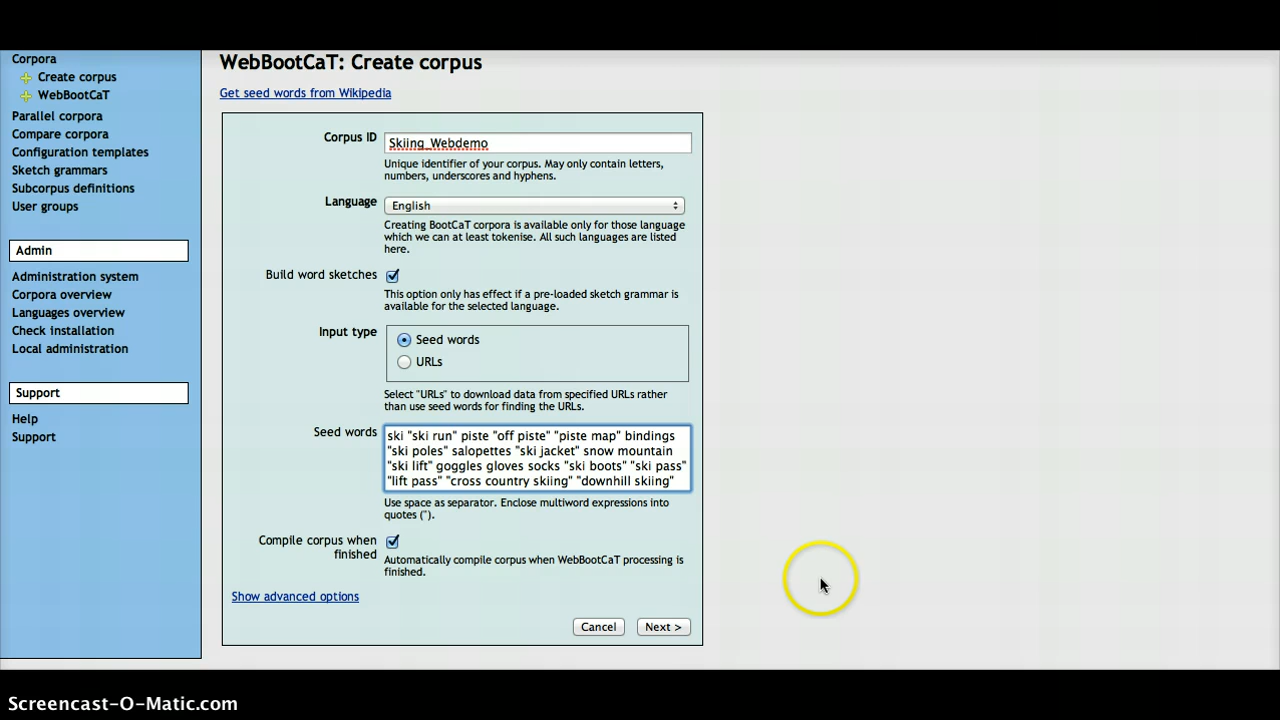 Corpora
Create corpus
WebBootCaT
Parallel corpora
Compare corpora
Configuration templates
Sketch grammars
Subcorpus definitions
User groups
Admin
Administration system
Corpora overview
Languages overview
Check installation
Local administration
Support
Help
Support
WebBootCaT: Create corpus
Get seed words from Wikipedia
Corpus ID
Skiing_Webdemo
Unique identifier of your corpus. May only contain letters,
numbers, underscores and hyphens.
Language
English
Creating BootCaT corpora is available only for those language
which we can at least tokenise. All such languages are listed
here.
Build word sketches
This option only has effect if a pre-loaded sketch grammar is
available for the selected language.
Input type
Seed words
URLs
Select "URLs" to download data from specified URLs rather
than use seed words for finding the URLs.
Seed words
ski "ski run" piste "off piste" "piste map" bindings
"ski poles" salopettes "ski jacket" snow mountain
"ski lift" goggles gloves socks "ski boots" "ski pass"
"lift pass" "cross country skiing" "downhill skiing"
Use space as separator. Enclose multiword expressions into
quotes (").
Compile corpus when
finished
Automatically compile corpus when WebBootCaT processing is
finished.
Show advanced options
Cancel
Next >
Screencast-O-Matic.com